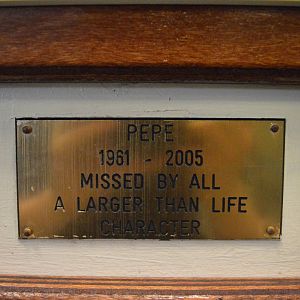 PEPE
1961 - 2005
MISSED BY ALL
A LARGER THAN LIFE
CHARACTER